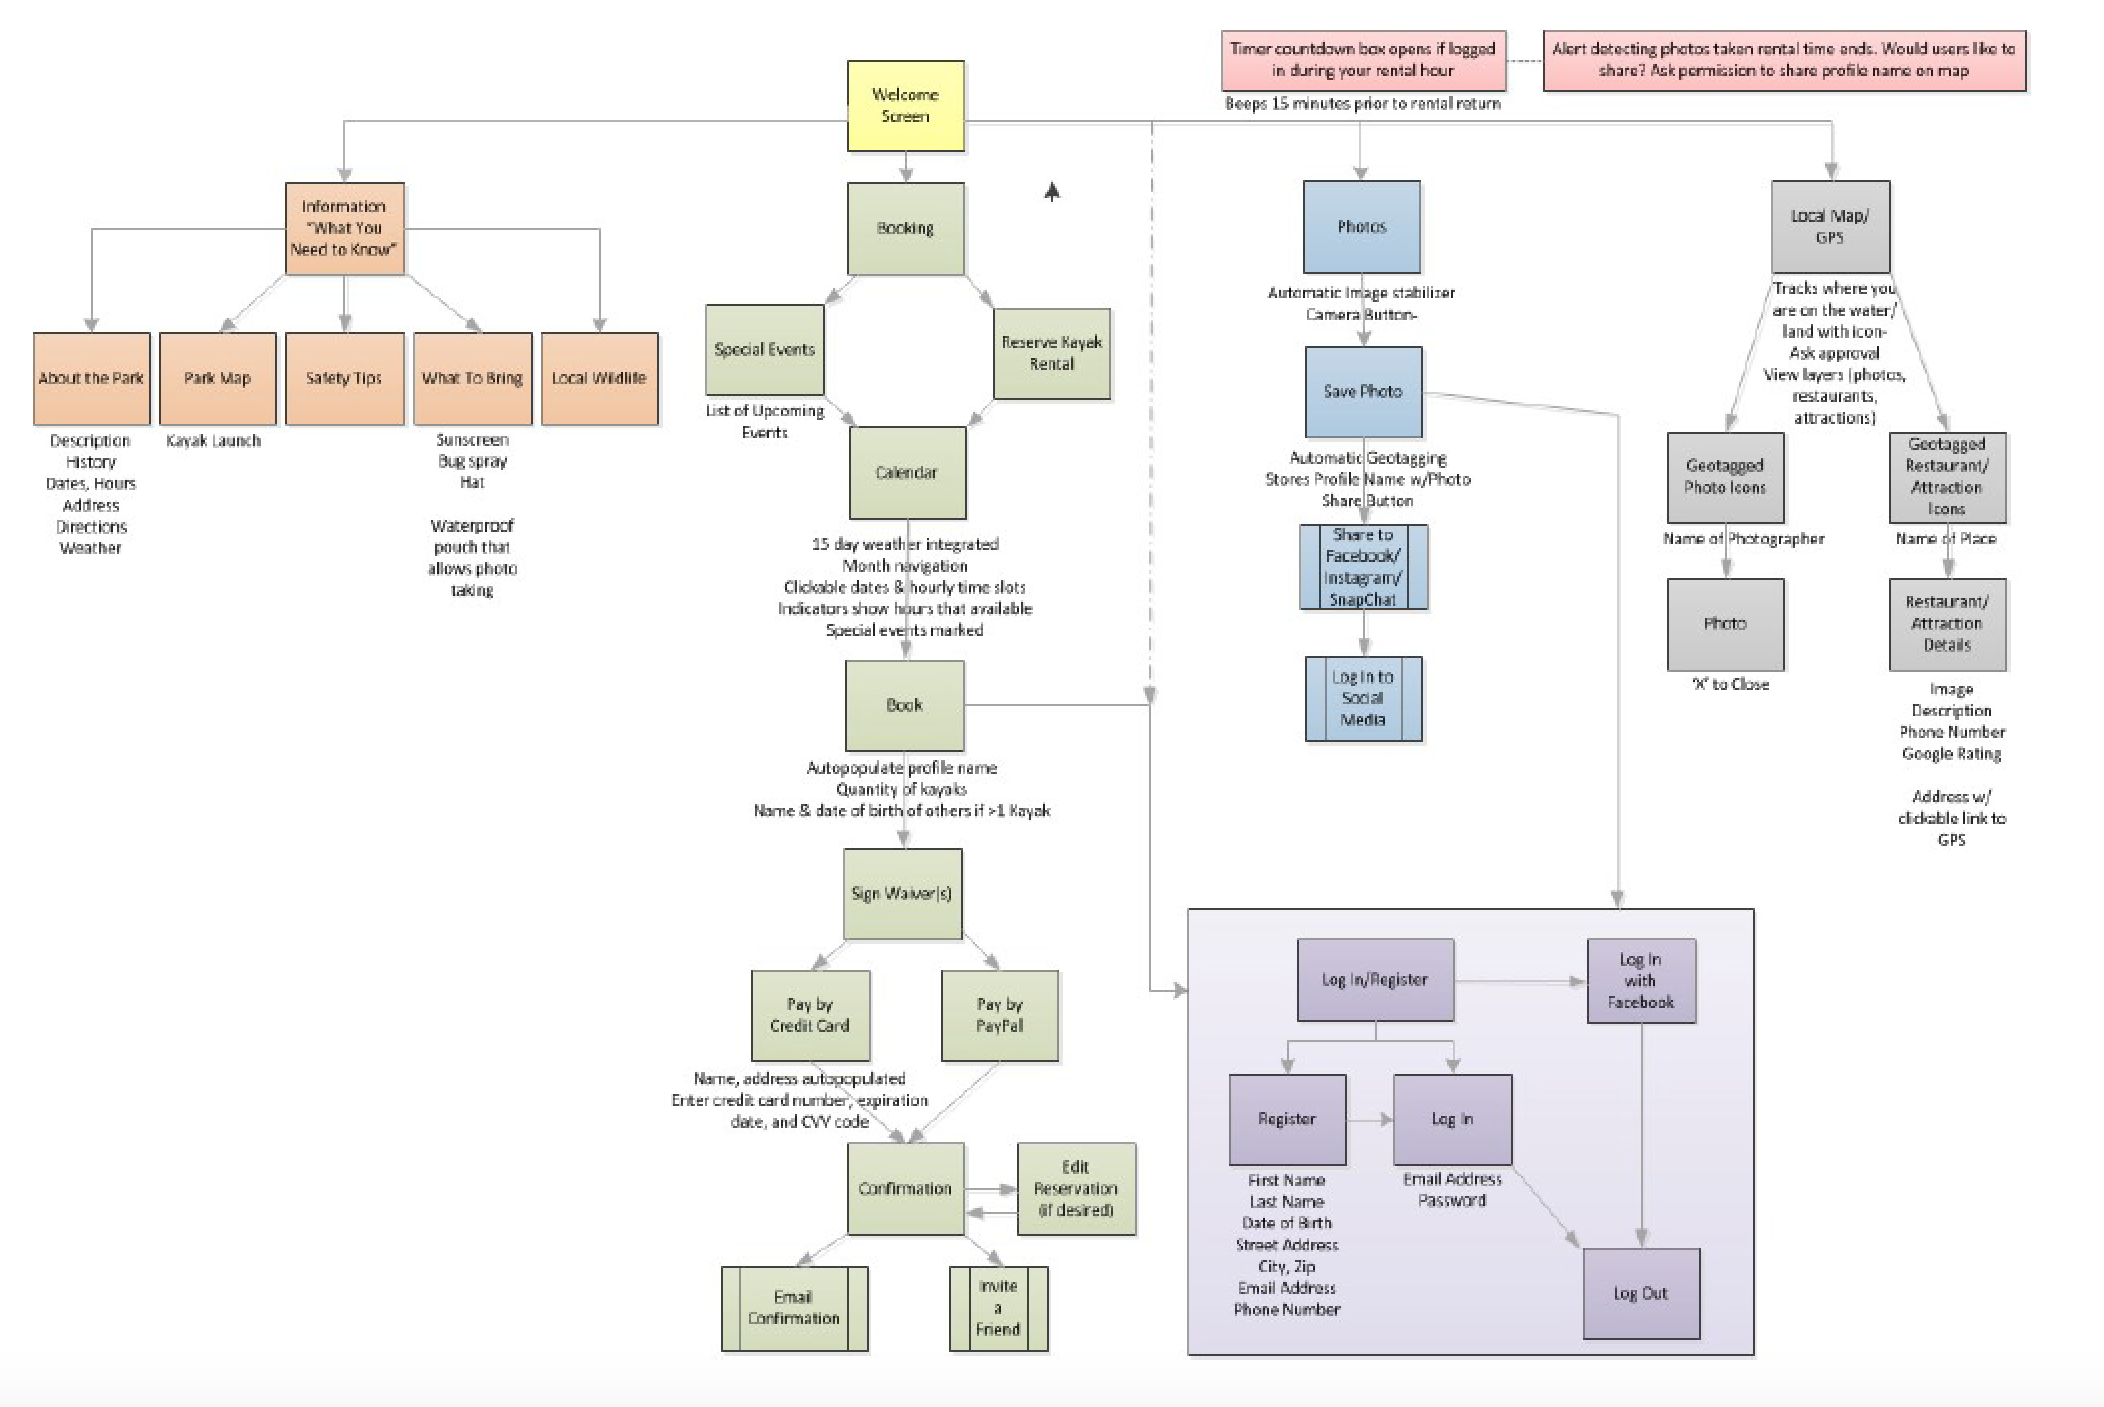 Timer countdown box opens if logged
in during your rental hour
Beeps 15 minutes prior to rental return
Alert detecting photos taken rental time ends. Would users like to
share? Ask permission to share profile name on map
Welcome
Screen
Information
"What You
Need to Know"
About the Park
Description
History
Dates, Hours
Address
Directions
Weather
Park Map
Kayak Launch
Safety Tips
What To Bring
Sunscreen
Bug spray
Hat
Waterproof
pouch that
allows photo
taking
Local Wildlife
Booking
Special Events
List of Upcoming
Events
Reserve Kayak
Rental
Calendar
15 day weather integrated
Month navigation
Clickable dates & hourly time slots
Indicators show hours that available
Special events marked
Book
Autopopulate profile name
Quantity of kayaks
Name & date of birth of others if >1 Kayak
Sign Waiver(s)
Pay by
Credit Card
Pay by
PayPal
Name, address autopopulated
Enter credit card number, expiration
date, and CVV code
Confirmation
Edit
Reservation
(if desired)
Email
Confirmation
Invite
a
Friend
Photos
Automatic Image stabilizer
Camera Button-
Save Photo
Automatic Geotagging
Stores Profile Name w/Photo
Share Button
Share to
Facebook/
Instagram/
SnapChat
Log In to
Social
Media
Local Map/
GPS
Tracks where you
are on the water/
land with icon-
Ask approval
View layers (photos,
restaurants,
attractions)
Geotagged
Photo Icons
Name of Photographer
Photo
'X' to Close
Geotagged
Restaurant/
Attraction
Icons
Name of Place
Restaurant/
Attraction
Details
Image
Description
Phone Number
Google Rating
Address w/
clickable link to
GPS
Log In/Register
Log In
with
Facebook
Register
First Name
Last Name
Date of Birth
Street Address
City, Zip
Email Address
Phone Number
Log In
Email Address
Password
Log Out